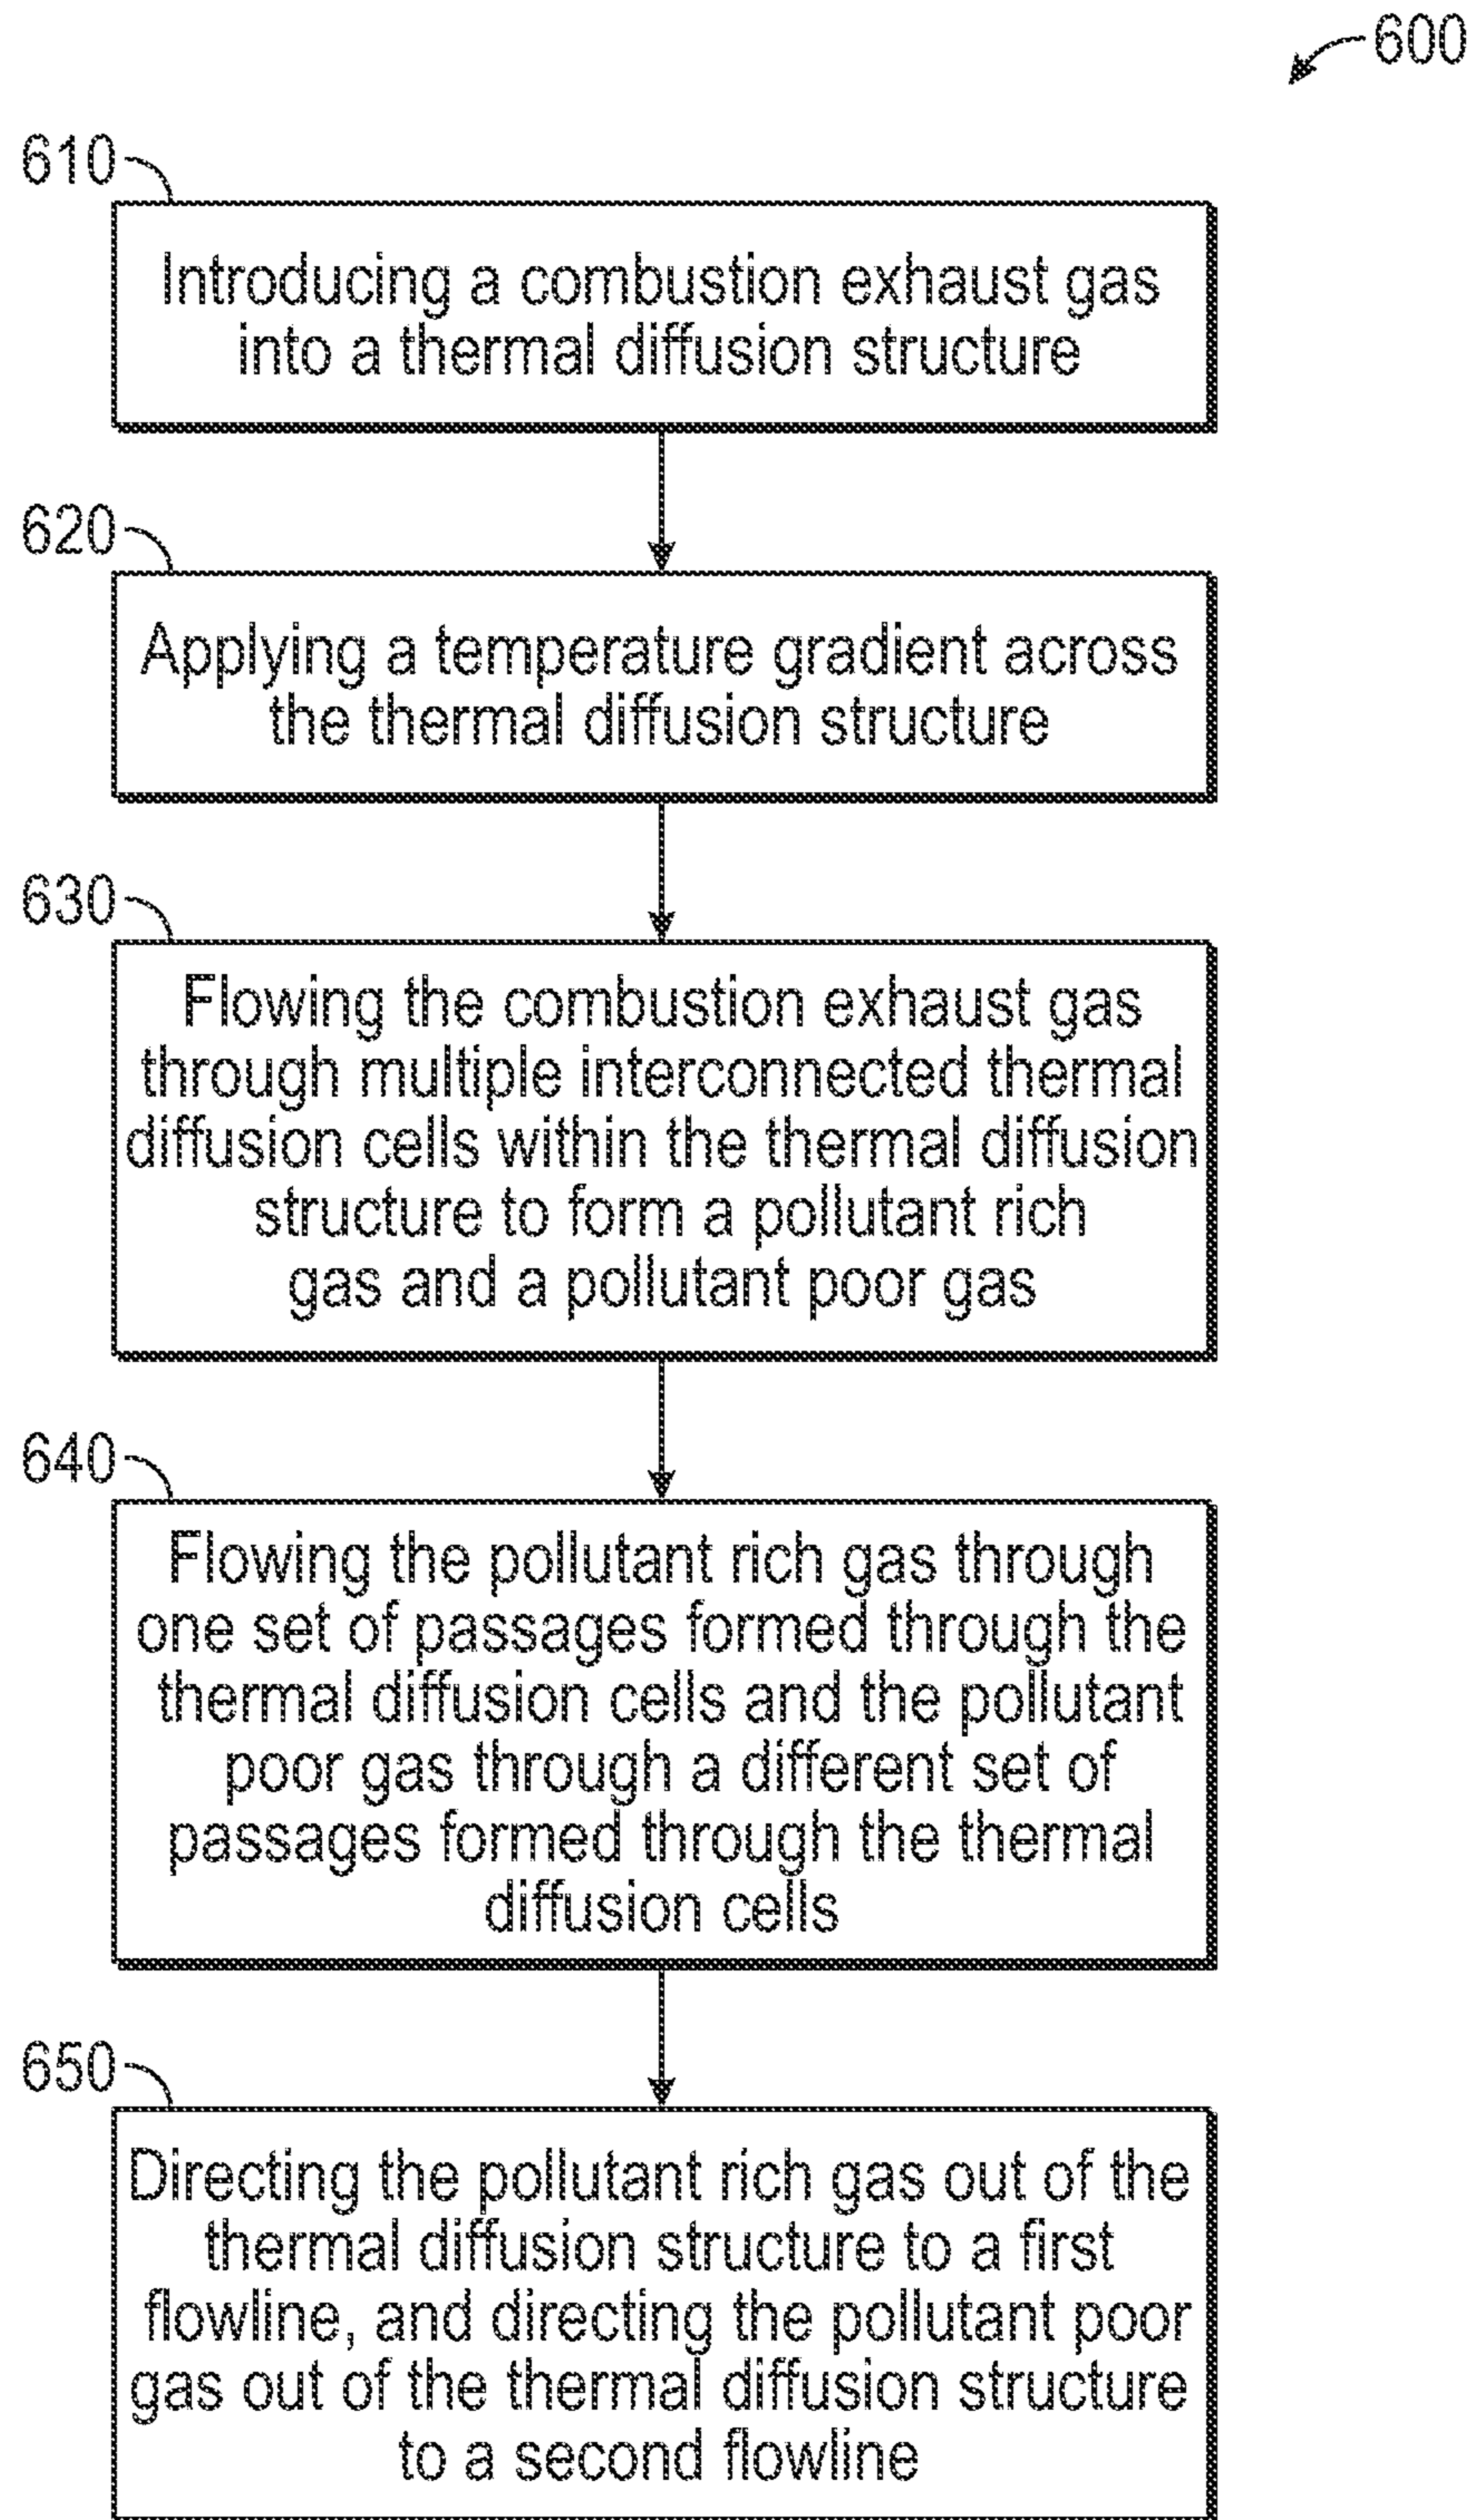 600
610
Introducing a combustion exhaust gas
into a thermal diffusion structure
620
Applying a temperature gradient across
the thermal diffusion structure
630
Flowing the combustion exhaust gas
through multiple interconnected thermal
diffusion cells within the thermal diffusion
structure to form a pollutant rich
gas and a pollutant poor gas
640
Flowing the pollutant rich gas through
one set of passages formed through the
thermal diffusion cells and the pollutant
poor gas through a different set of
passages formed through the thermal
diffusion cells
650
Directing the pollutant rich gas out of the
thermal diffusion structure to a first
flowline, and directing the pollutant poor
gas out of the thermal diffusion structure
to a second flowline